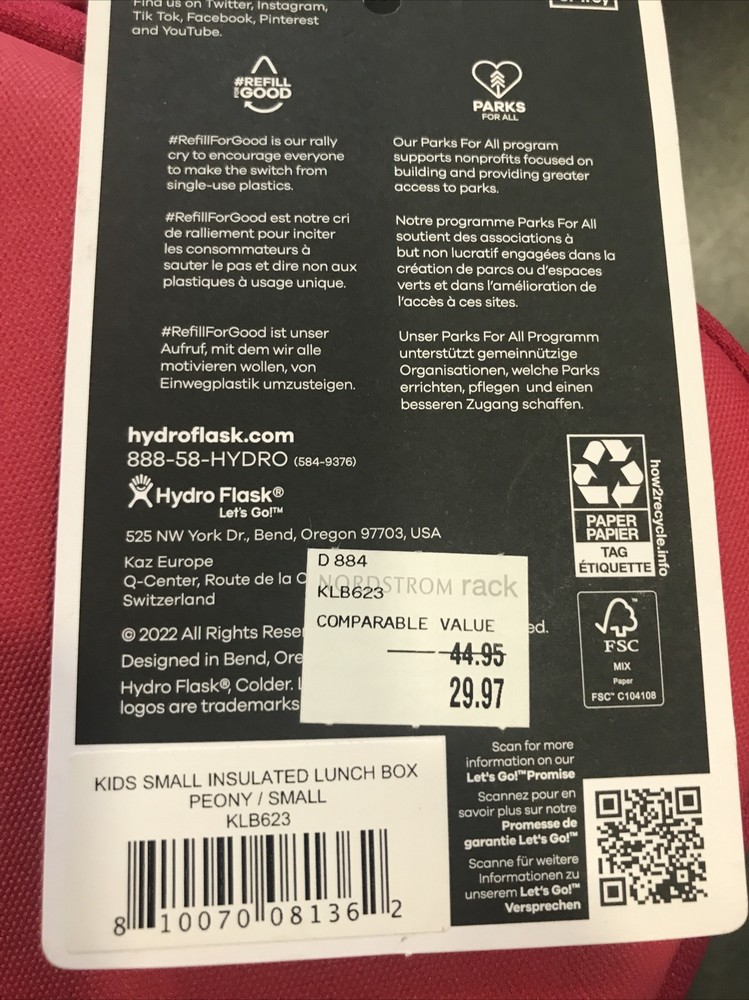 Find us on Twitter, Instagram,
Tik Tok, Facebook, Pinterest
and YouTube.
#REFILL
FOR GOOD
#RefillForGood is our rally
cry to encourage everyone
to make the switch from
single-use plastics.
#RefillForGood est notre cri
de ralliement pour inciter
les consommateurs à
sauter le pas et dire non aux
plastiques à usage unique.
#RefillForGood ist unser
Aufruf, mit dem wir alle
motivieren wollen, von
Einwegplastik umzusteigen.
PARKS
FOR ALL
Our Parks For All program
supports nonprofits focused on
building and providing greater
access to parks.
Notre programme Parks For All
soutient des associations à
but non lucratif engagées dans la
création de parcs ou d'espaces
verts et dans l'amélioration de
l'accès à ces sites.
Unser Parks For All Programm
unterstützt gemeinnützige
Organisationen, welche Parks
errichten, pflegen und einen
besseren Zugang schaffen.
hydroflask.com
888-58-HYDRO (584-9376)
Hydro Flask®
Let's Go!™
525 NW York Dr., Bend, Oregon 97703, USA
Kaz Europe
Q-Center, Route de la
Switzerland
© 2022 All Rights
Designed in Bend,
Hydro Flask®, Colder.
logos are trademarks
D 884
NORDSTROM rack
KLB623
COMPARABLE VALUE
44.95
29.97
PAPER
PAPIER
TAG
ÉTIQUETTE
how2recycle.info
FSC
MIX
Paper
FSC™ C104108
KIDS SMALL INSULATED LUNCH BOX
PEONY / SMALL
KLB623
8 10070 08136 2
Scan for more
information on our
Let's Go!™Promise
Scannez pour en
savoir plus sur notre
Promesse de
garantie Let's Go!™
Scanne für weitere
Informationen zu
unserem Let's Go!™
Versprechen